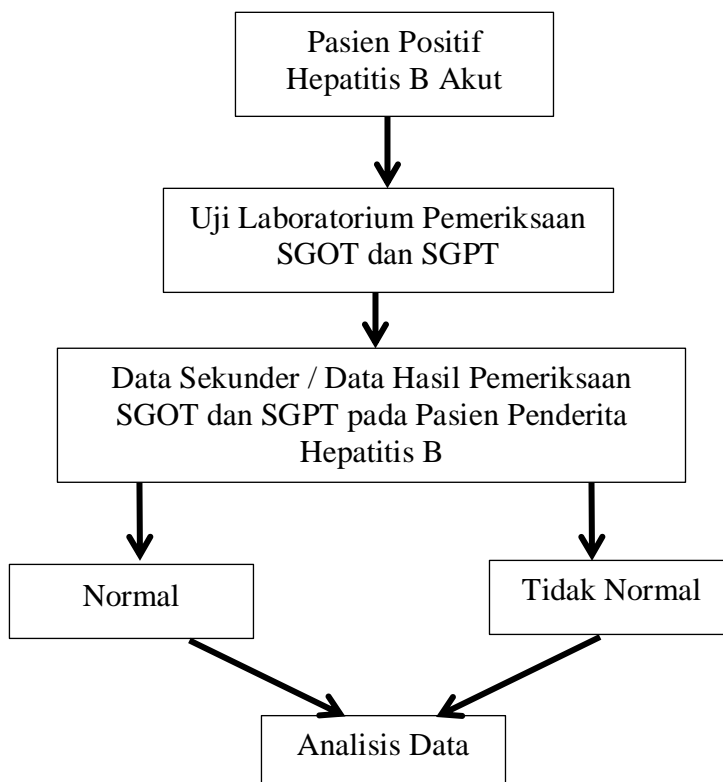 Pasien Positif
Hepatitis B Akut
Uji Laboratorium Pemeriksaan
SGOT dan SGPT
Data Sekunder / Data Hasil Pemeriksaan
SGOT dan SGPT pada Pasien Penderita
Hepatitis B
Normal
Tidak Normal
Analisis Data